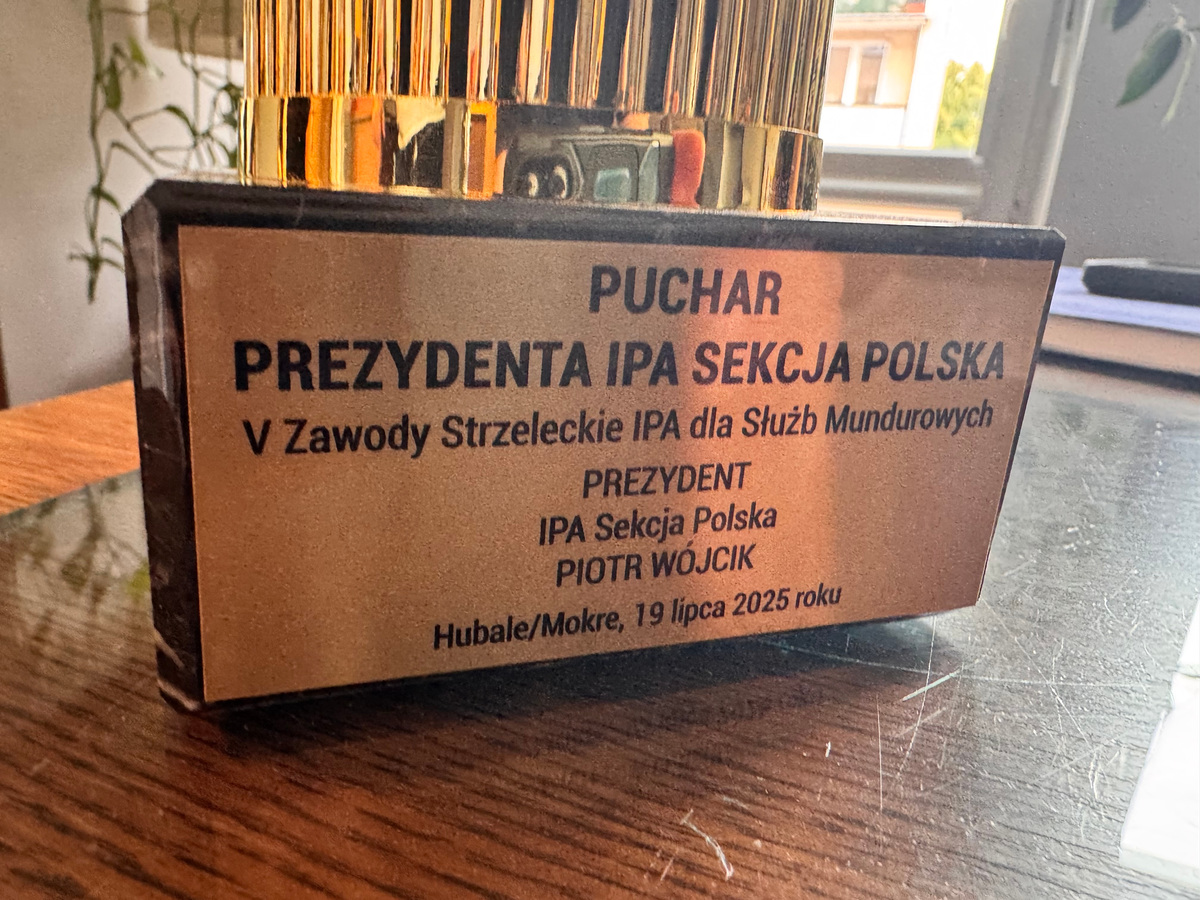 PUCHAR
PREZYDENTA IPA SEKCJA POLSKA
V Zawody Strzeleckie IPA dla Służb Mundurowych
PREZYDENT
IPA Sekcja Polska
PIOTR WÓJCIK
Hubale/Mokre, 19 lipca 2025 roku